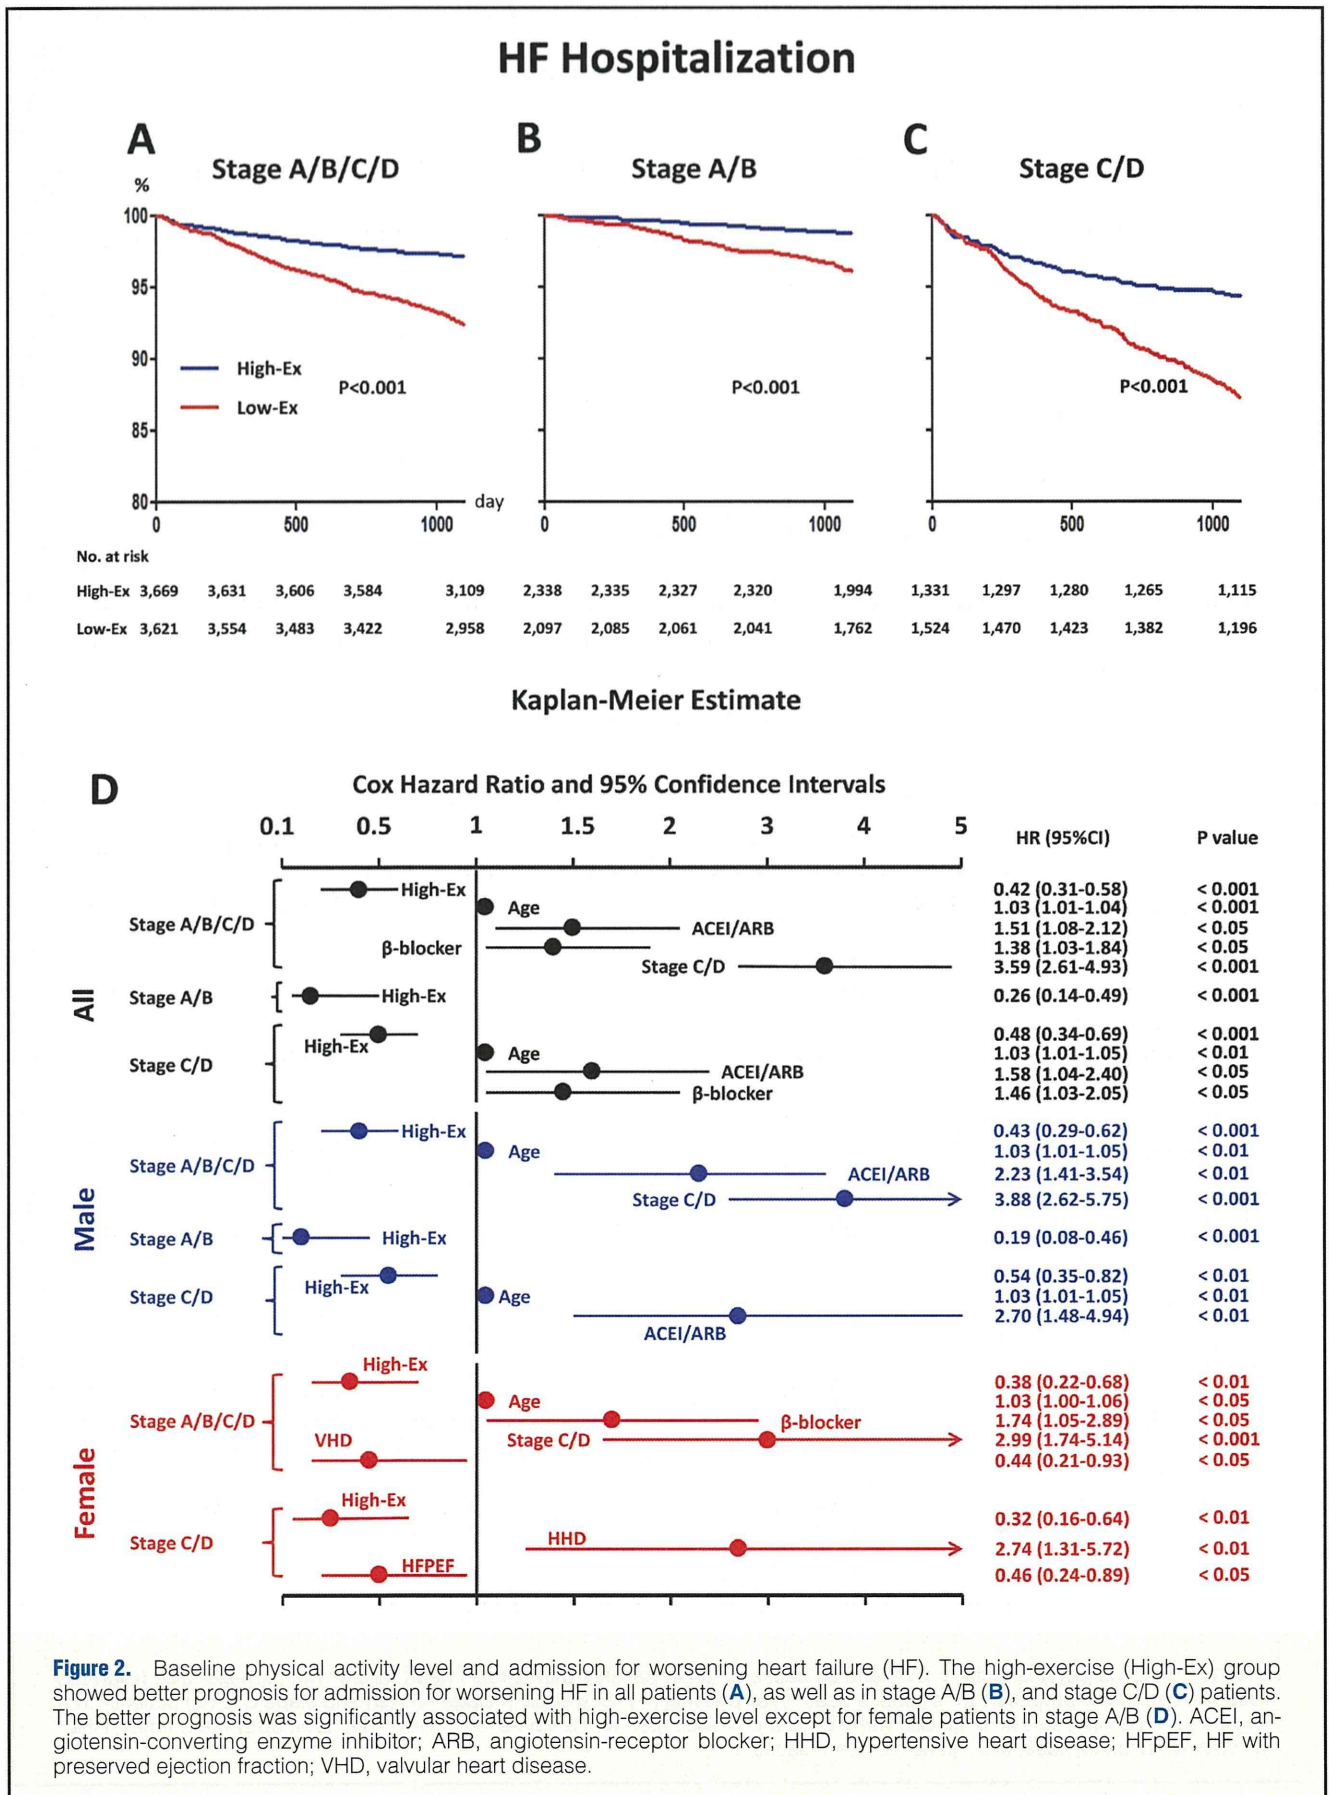 HF Hospitalization
A
B
C
Stage A/B/C/D
Stage A/B
Stage C/D
%
100
95
90
85
80
High-Ex
Low-Ex
P<0.001
P<0.001
P<0.001
0 500 1000 day
0 500 1000
0 500 1000
No. at risk
High-Ex 3,669 3,631 3,606 3,584 3,109 2,338 2,335 2,327 2,320 1,994 1,331 1,297 1,280 1,265 1,115
Low-Ex 3,621 3,554 3,483 3,422 2,958 2,097 2,085 2,061 2,041 1,762 1,524 1,470 1,423 1,382 1,196
Kaplan-Meier Estimate
D
Cox Hazard Ratio and 95% Confidence Intervals
0.1 0.5 1 1.5 2 3 4 5 HR (95%CI) P value
All
Stage A/B/C/D
High-Ex 0.42 (0.31-0.58) < 0.001
Age 1.03 (1.01-1.04) < 0.001
ACEI/ARB 1.51 (1.08-2.12) < 0.05
β-blocker 1.38 (1.03-1.84) < 0.05
Stage C/D 3.59 (2.61-4.93) < 0.001
Stage A/B High-Ex 0.26 (0.14-0.49) < 0.001
Stage C/D
High-Ex 0.48 (0.34-0.69) < 0.001
Age 1.03 (1.01-1.05) < 0.01
ACEI/ARB 1.58 (1.04-2.40) < 0.05
β-blocker 1.46 (1.03-2.05) < 0.05
Male
Stage A/B/C/D
High-Ex 0.43 (0.29-0.62) < 0.001
Age 1.03 (1.01-1.05) < 0.01
ACEI/ARB 2.23 (1.41-3.54) < 0.01
Stage C/D 3.88 (2.62-5.75) < 0.001
Stage A/B High-Ex 0.19 (0.08-0.46) < 0.001
Stage C/D
High-Ex 0.54 (0.35-0.82) < 0.01
Age 1.03 (1.01-1.05) < 0.01
ACEI/ARB 2.70 (1.48-4.94) < 0.01
Female
Stage A/B/C/D
High-Ex 0.38 (0.22-0.68) < 0.01
Age 1.03 (1.00-1.06) < 0.05
β-blocker 1.74 (1.05-2.89) < 0.05
Stage C/D 2.99 (1.74-5.14) < 0.001
VHD 0.44 (0.21-0.93) < 0.05
Stage C/D
High-Ex 0.32 (0.16-0.64) < 0.01
HHD 2.74 (1.31-5.72) < 0.01
HFPEF 0.46 (0.24-0.89) < 0.05
Figure 2. Baseline physical activity level and admission for worsening heart failure (HF). The high-exercise (High-Ex) group
showed better prognosis for admission for worsening HF in all patients (A), as well as in stage A/B (B), and stage C/D (C) patients.
The better prognosis was significantly associated with high-exercise level except for female patients in stage A/B (D). ACEI, an-
giotensin-converting enzyme inhibitor; ARB, angiotensin-receptor blocker; HHD, hypertensive heart disease; HFpEF, HF with
preserved ejection fraction; VHD, valvular heart disease.